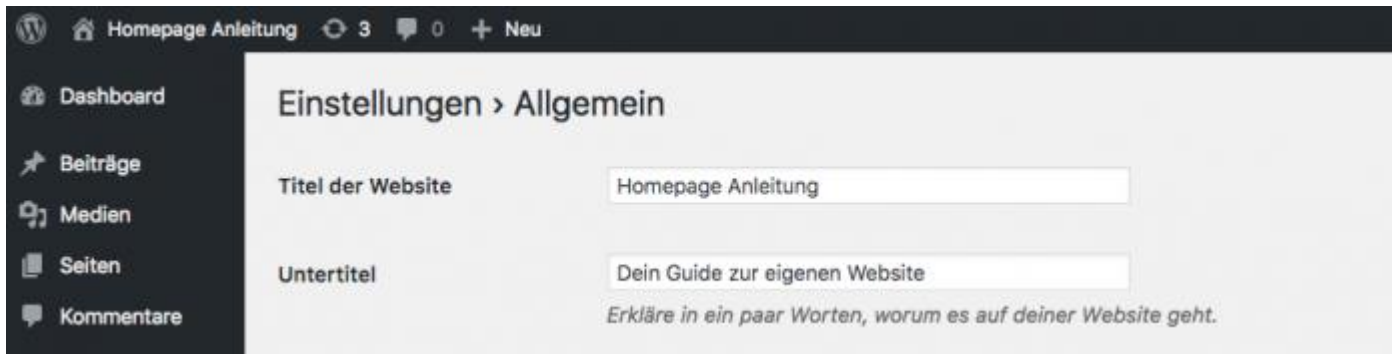 Homepage Anleitung 3 0 + Neu
Dashboard
Einstellungen › Allgemein
Beiträge
Titel der Website Homepage Anleitung
Medien
Seiten
Untertitel Dein Guide zur eigenen Website
Kommentare
Erkläre in ein paar Worten, worum es auf deiner Website geht.